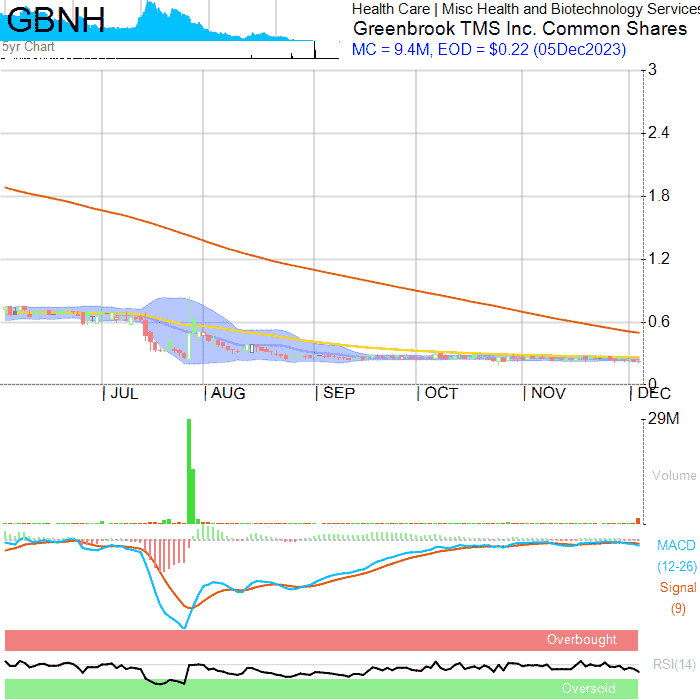 GBNH
5yr Chart
Health Care | Misc Health and Biotechnology Services
Greenbrook TMS Inc. Common Shares
MC = 9.4M, EOD = $0.22 (05Dec2023)
3
2.4
1.8
1.2
0.6
0
JUL
AUG
SEP
OCT
NOV
DEC
29M
Volume
MACD
(12-26)
Signal
(9)
Overbought
RSI(14)
Oversold